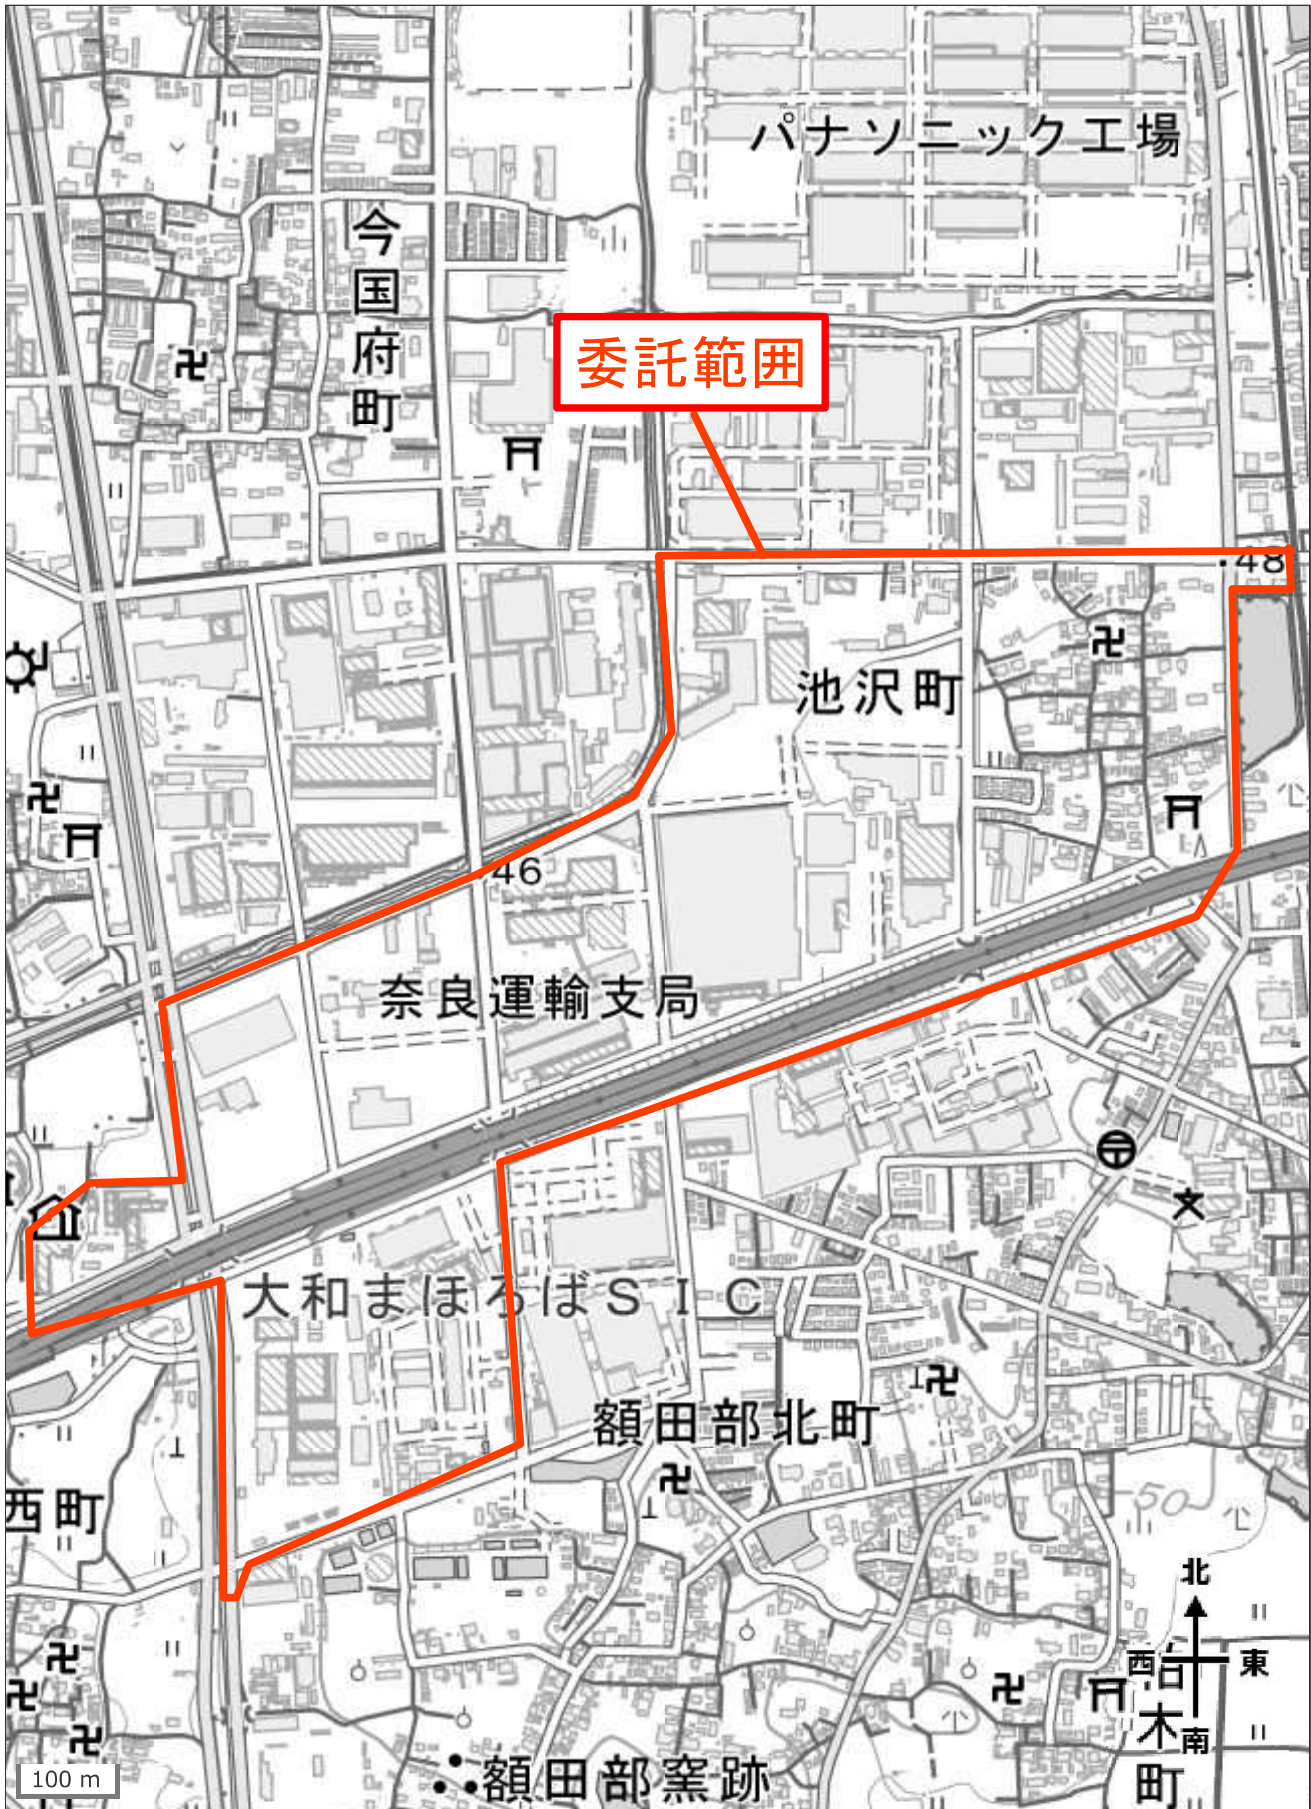 パナソニック工場
今国府町
委託範囲
48
池沢町
46
奈良運輸支局
大和まほろばSIC
額田部北町
西町
50
北
西
東
南
木町
額田部窯跡
100 m